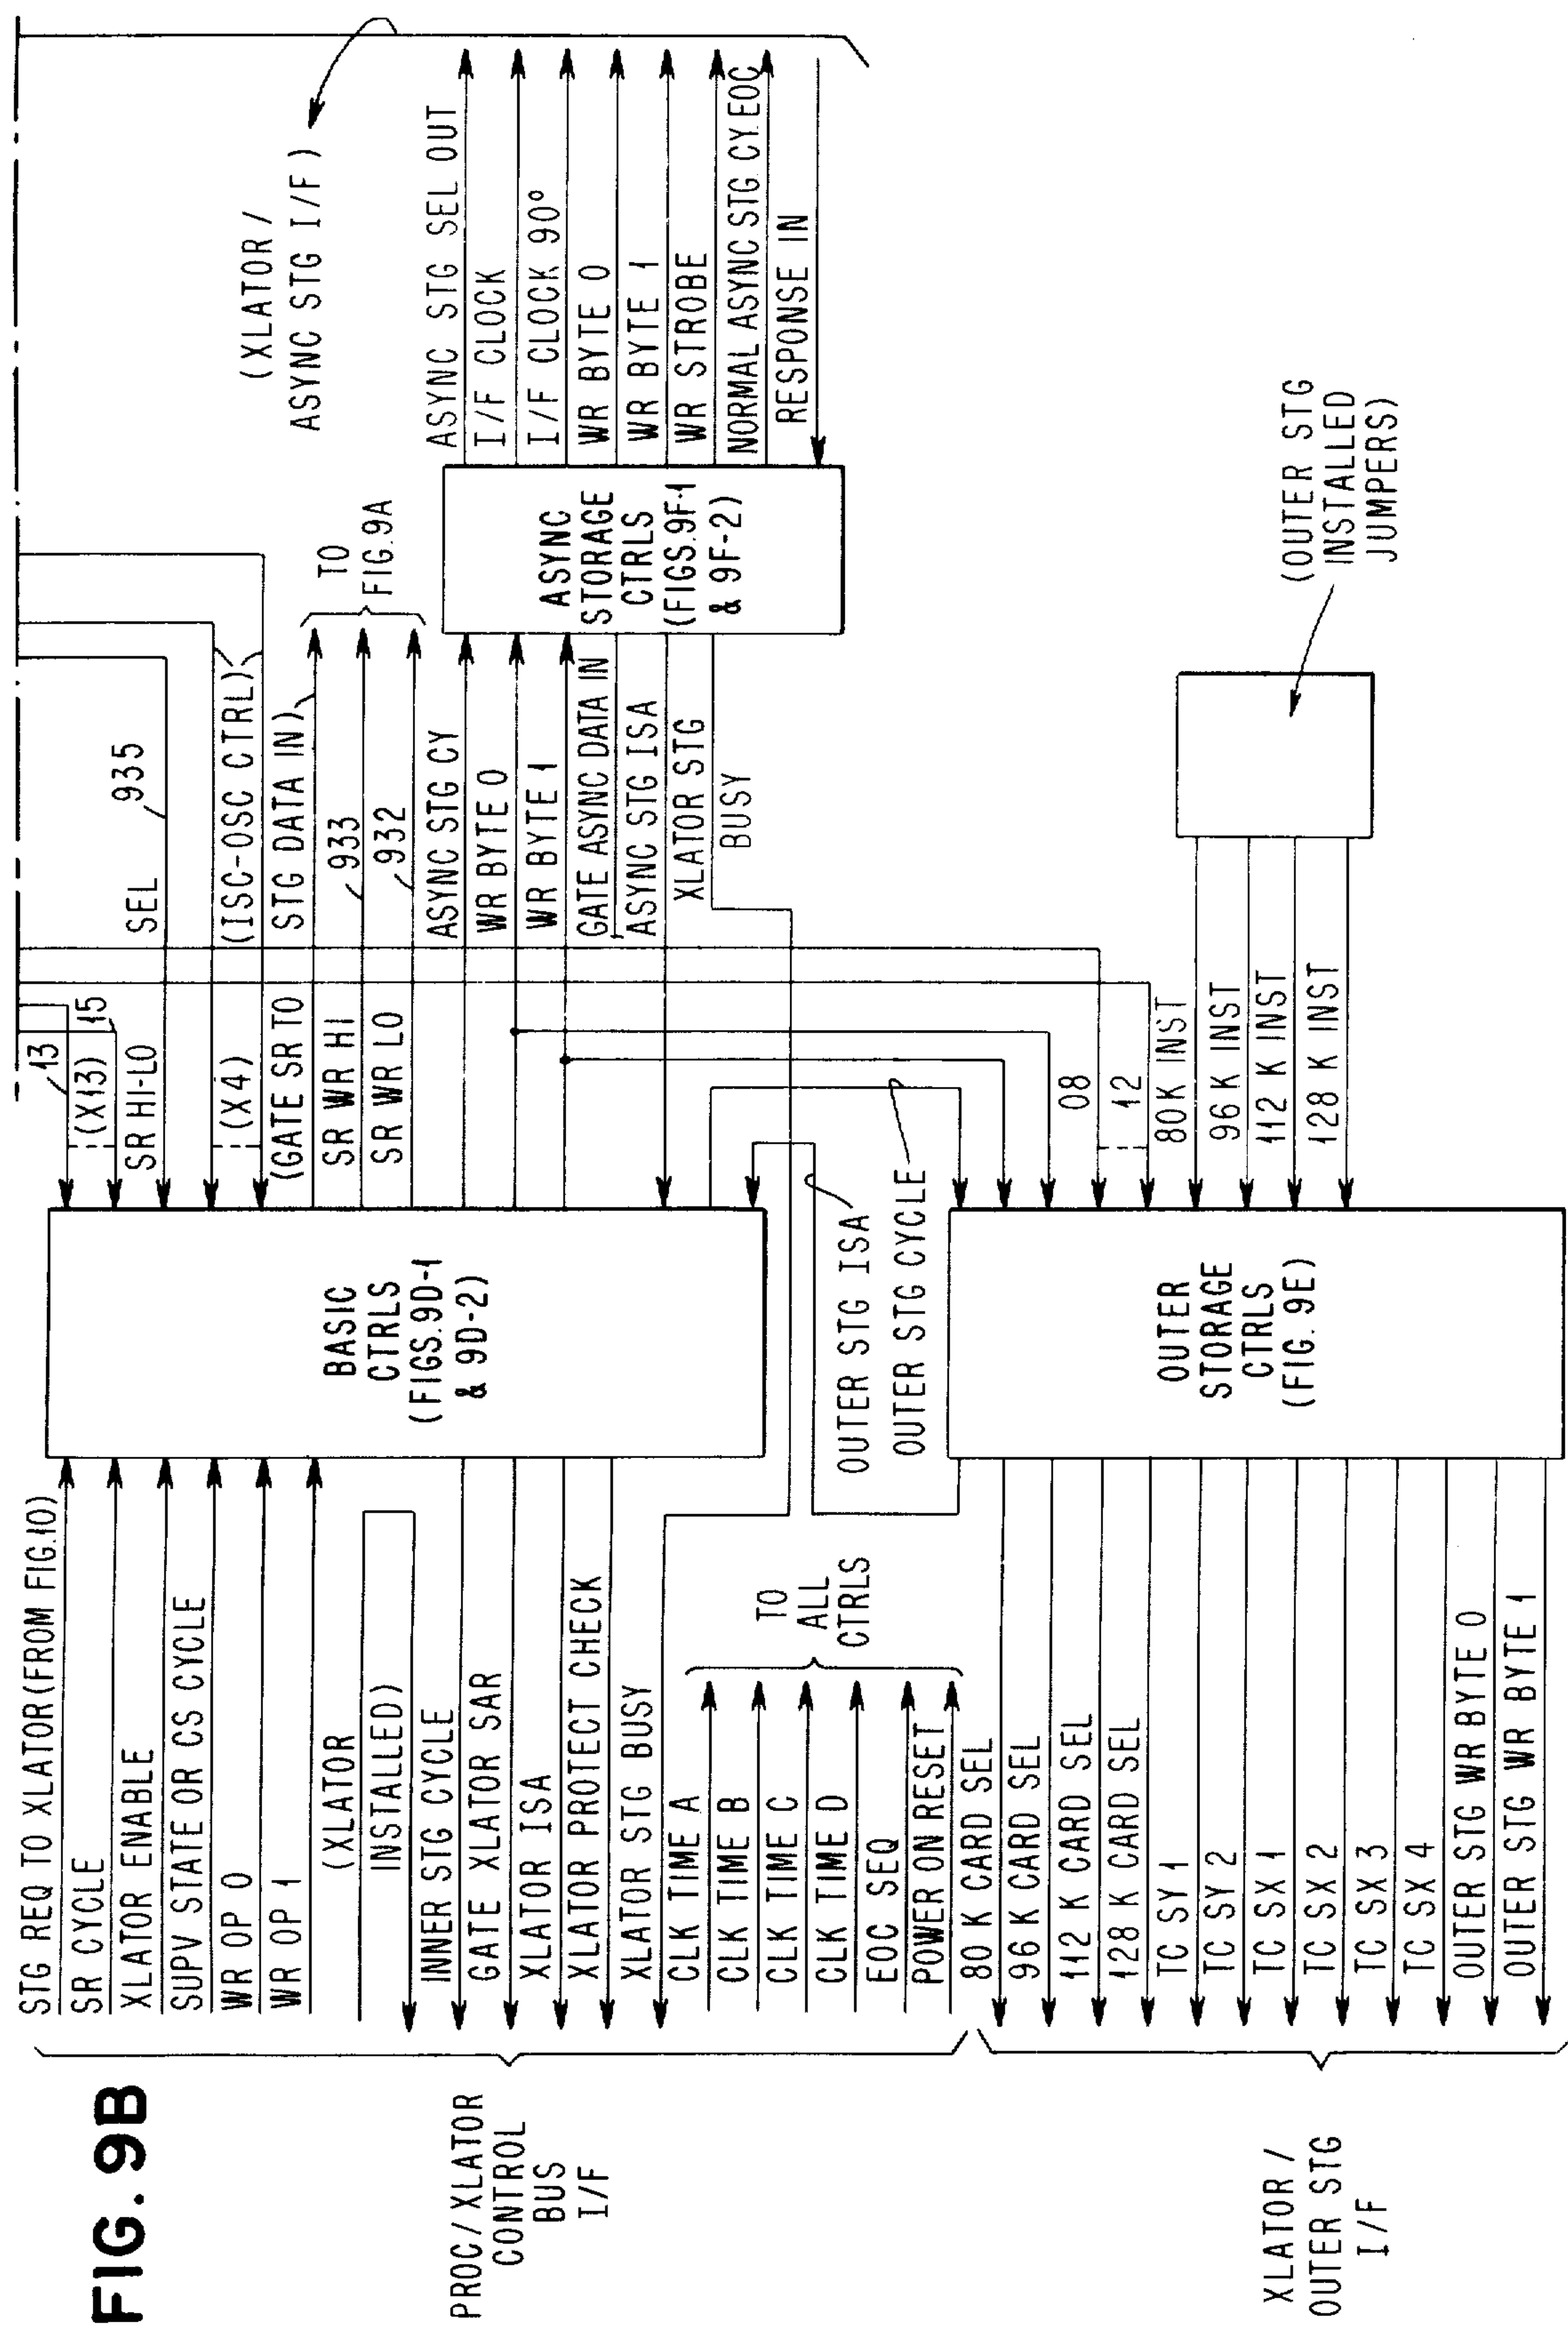 FIG. 9B
PROC/XLATOR
CONTROL
BUS
I/F
XLATOR/
OUTER STG
I/F
STG REQ TO XLATOR(FROM FIG.10)
SR CYCLE
XLATOR ENABLE
SUPV STATE OR CS CYCLE
WR OP 0
WR OP 1
(XLATOR
INSTALLED)
INNER STG CYCLE
GATE XLATOR SAR
XLATOR ISA
XLATOR PROTECT CHECK
XLATOR STG BUSY
CLK TIME A
CLK TIME B
CLK TIME C
CLK TIME D
EOC SEQ
POWER ON RESET
TO
ALL
CTRLS
80 K CARD SEL
96 K CARD SEL
112 K CARD SEL
128 K CARD SEL
TC SY 1
TC SY 2
TC SX 1
TC SX 2
TC SX 3
TC SX 4
OUTER STG WR BYTE 0
OUTER STG WR BYTE 1
BASIC
CTRLS
(FIGS.9D-1
& 9D-2)
OUTER STG ISA
OUTER STG CYCLE
OUTER
STORAGE
CTRLS
(FIG. 9E)
13
(X13)
15
SR HI-LO SEL
935
(X4)
(ISC-OSC CTRL)
(GATE SR TO STG DATA IN)
SR WR HI
933
SR WR LO
932
TO
FIG.9A
ASYNC STG CY
WR BYTE 0
WR BYTE 1
GATE ASYNC DATA IN
ASYNC STG ISA
XLATOR STG
BUSY
08
12
80K INST
96K INST
112 K INST
128 K INST
(OUTER STG
INSTALLED
JUMPERS)
ASYNC
STORAGE
CTRLS
(FIGS.9F-1
& 9F-2)
(XLATOR/
ASYNC STG I/F)
ASYNC STG SEL OUT
I/F CLOCK
I/F CLOCK 90°
WR BYTE 0
WR BYTE 1
WR STROBE
NORMAL ASYNC STG CY.EOC
RESPONSE IN